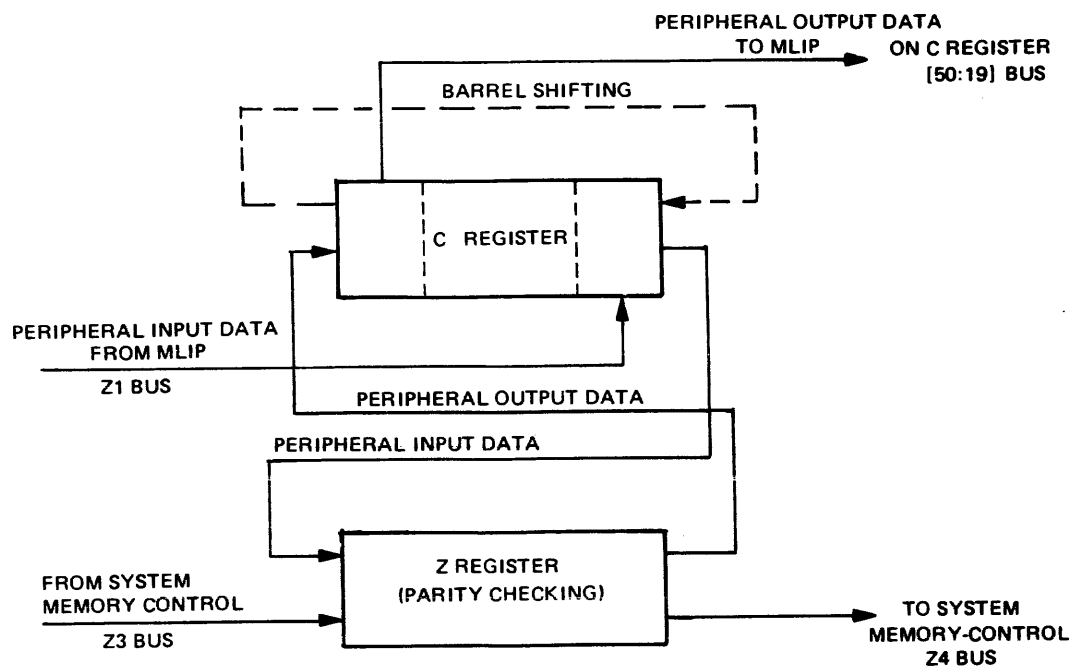 PERIPHERAL OUTPUT DATA
TO MLIP
ON C REGISTER
[50:19] BUS
BARREL SHIFTING
C REGISTER
PERIPHERAL INPUT DATA
FROM MLIP
Z1 BUS
PERIPHERAL OUTPUT DATA
PERIPHERAL INPUT DATA
Z REGISTER
(PARITY CHECKING)
FROM SYSTEM
MEMORY CONTROL
Z3 BUS
TO SYSTEM
MEMORY-CONTROL
Z4 BUS